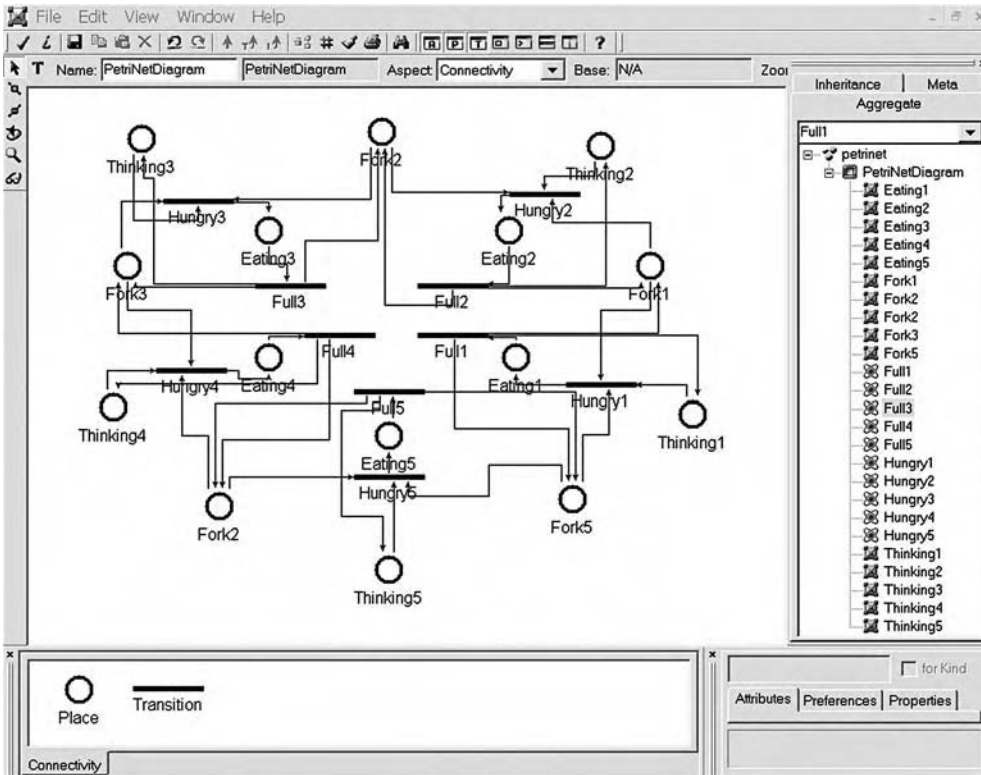 File Edit View Window Help
T Name: PetriNetDiagram PetriNetDiagram Aspect: Connectivity Base: N/A Zoo
Inheritance Meta
Aggregate
Full1
petrinet
PetriNetDiagram
Eating1
Eating2
Eating3
Eating4
Eating5
Fork1
Fork2
Fork2
Fork3
Fork5
Full1
Full2
Full3
Full4
Full5
Hungry1
Hungry2
Hungry3
Hungry4
Hungry5
Thinking1
Thinking2
Thinking3
Thinking4
Thinking5
Thinking3
Fork2
Thinking2
Hungry3
Hungry2
Eating3
Eating2
Fork3
Full3
Full2
Fork1
Full4
Full1
Hungry4
Eating4
Eating1
Hungry1
Thinking4
Full5
Thinking1
Eating5
Hungry5
Fork2
Fork5
Thinking5
Place
Transition
Connectivity
for Kind
Attributes Preferences Properties